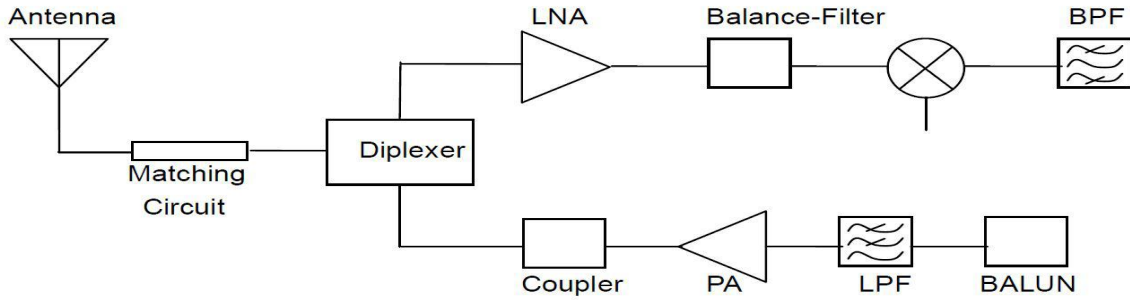 Antenna
LNA
Balance-Filter
BPF
Diplexer
Matching
Circuit
Coupler
PA
LPF
BALUN